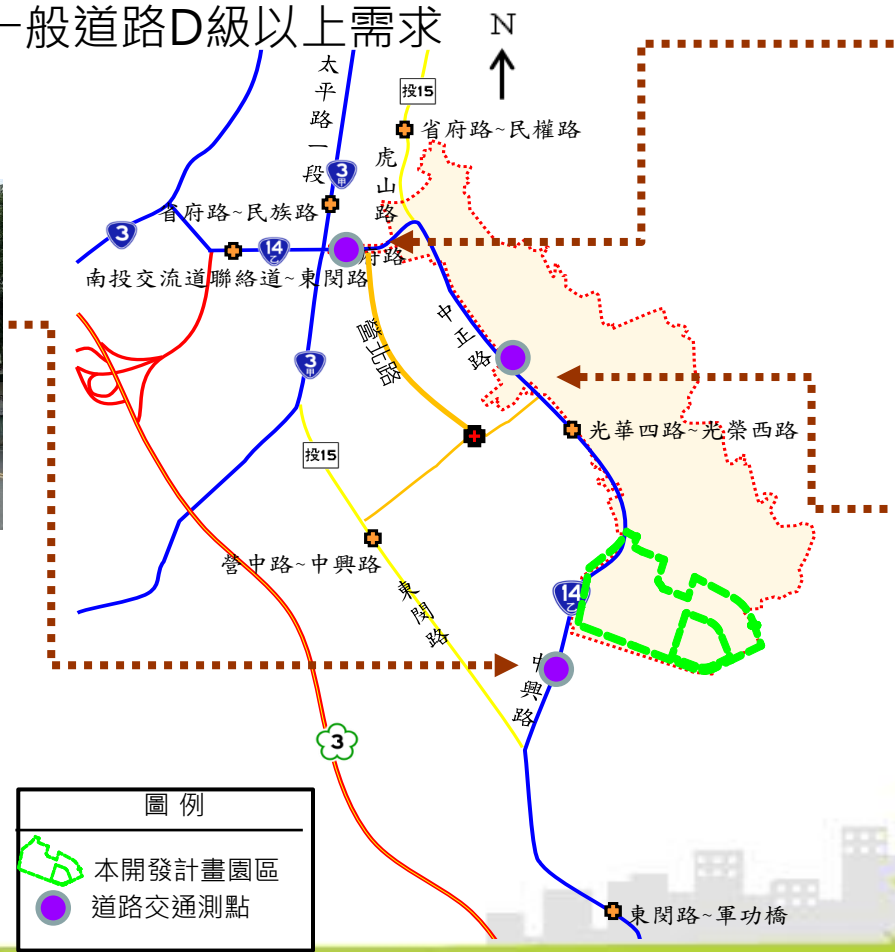 一般道路D級以上需求
N
太平路一段
投15
省府路~民權路
虎山路
3甲
省府路~民族路
3
14乙
府路
南投交流道聯絡道~東閔路
中正路
營北路
3甲
光華四路~光榮西路
投15
營中路~中興路
東閔路
14乙
中興路
3
圖例
本開發計畫園區
道路交通測點
東閔路~軍功橋